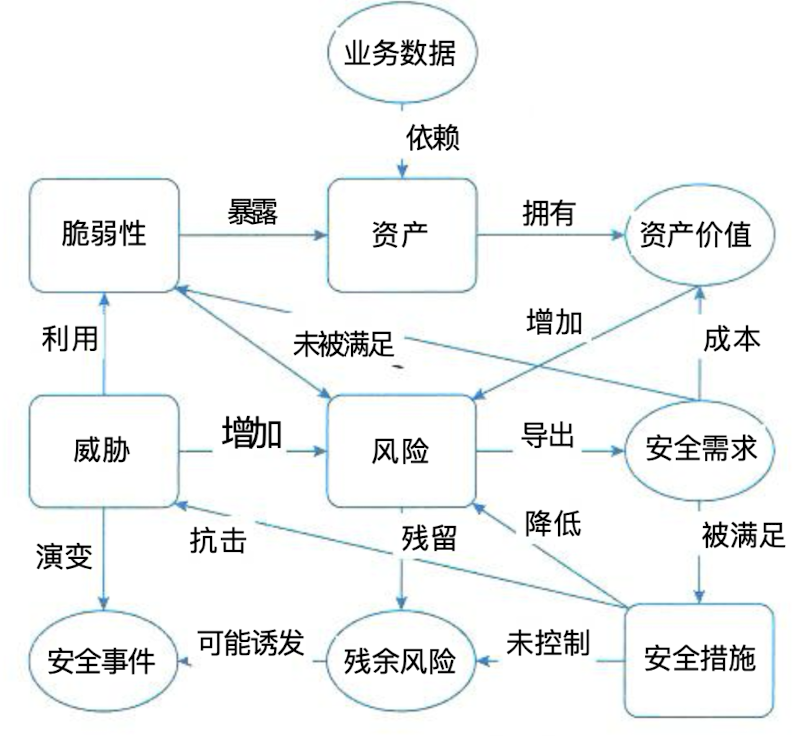 业务数据
依赖
脆弱性
暴露
资产
拥有
资产价值
利用
未被满足
增加
成本
威胁
增加
风险
导出
安全需求
演变
抗击
残留
降低
被满足
安全事件
可能诱发
残余风险
未控制
安全措施